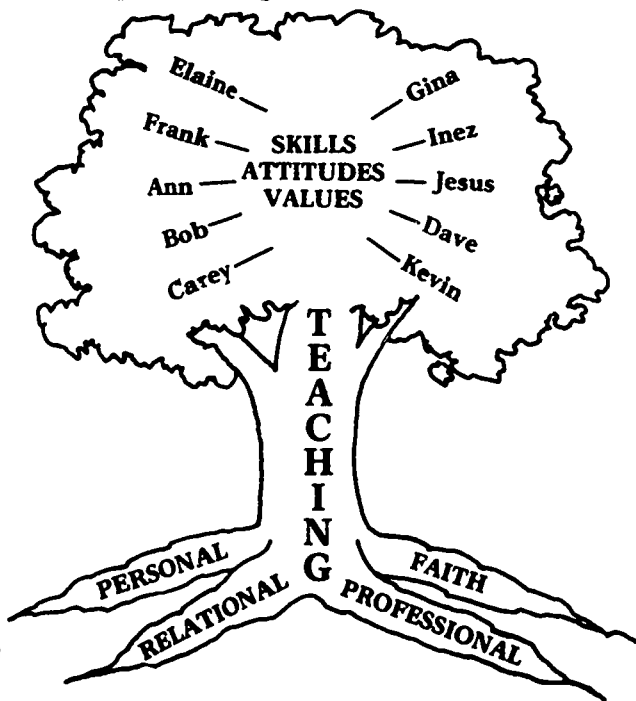 Elaine
Gina
Frank
Inez
SKILLS
ATTITUDES
VALUES
Ann
Jesus
Bob
Dave
Carey
Kevin
TEACHING
PERSONAL
FAITH
RELATIONAL
PROFESSIONAL